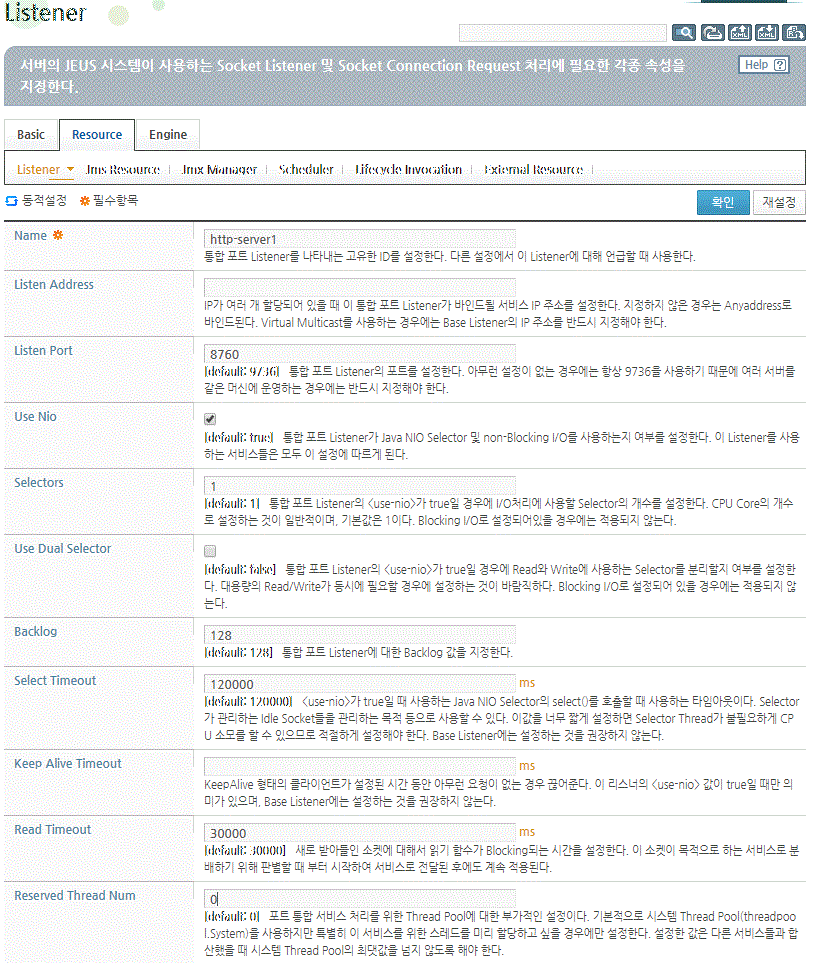 Listener
서버의 JEUS 시스템이 사용하는 Socket Listener 및 Socket Connection Request 처리에 필요한 각종 속성을
지정한다.
Help
Basic
Resource
Engine
Listener
Jms Resource
Jmx Manager
Scheduler
Lifecycle Invocation
External Resource
동적설정
필수항목
확인
재설정
Name
http-server1
통합 포트 Listener를 나타내는 고유한 ID를 설정한다. 다른 설정에서 이 Listener에 대해 언급할 때 사용한다.
Listen Address
IP가 여러 개 할당되어 있을 때 이 통합 포트 Listener가 바인드될 서비스 IP 주소를 설정한다. 지정하지 않은 경우는 Anyaddress로
바인드된다. Virtual Multicast를 사용하는 경우에는 Base Listener의 IP 주소를 반드시 지정해야 한다.
Listen Port
8760
[default: 9736] 통합 포트 Listener의 포트를 설정한다. 아무런 설정이 없는 경우에는 항상 9736을 사용하기 때문에 여러 서버를
같은 머신에 운영하는 경우에는 반드시 지정해야 한다.
Use Nio
[default: true] 통합 포트 Listener가 Java NIO Selector 및 non-Blocking I/O를 사용하는지 여부를 설정한다. 이 Listener를 사용
하는 서비스들은 모두 이 설정에 따르게 된다.
Selectors
1
[default: 1] 통합 포트 Listener의 <use-nio>가 true일 경우에 I/O처리에 사용할 Selector의 개수를 설정한다. CPU Core의 개수
로 설정하는 것이 일반적이며, 기본값은 1이다. Blocking I/O로 설정되어있을 경우에는 적용되지 않는다.
Use Dual Selector
[default: false] 통합 포트 Listener의 <use-nio>가 true일 경우에 Read와 Write에 사용하는 Selector를 분리할지 여부를 설정한
다. 대용량의 Read/Write가 동시에 필요할 경우에 설정하는 것이 바람직하다. Blocking I/O로 설정되어 있을 경우에는 적용되지 않
는다.
Backlog
128
[default: 128] 통합 포트 Listener에 대한 Backlog 값을 지정한다.
Select Timeout
120000 ms
[default: 120000] <use-nio>가 true일 때 사용하는 Java NIO Selector의 select()를 호출할 때 사용하는 타임아웃이다. Selector
가 관리하는 Idle Socket들을 관리하는 목적 등으로 사용할 수 있다. 이값을 너무 짧게 설정하면 Selector Thread가 불필요하게 CP
U 소모를 할 수 있으므로 적절하게 설정해야 한다. Base Listener에는 설정하는 것을 권장하지 않는다.
Keep Alive Timeout
ms
KeepAlive 형태의 클라이언트가 설정된 시간 동안 아무런 요청이 없는 경우 끊어준다. 이 리스너의 <use-nio> 값이 true일 때만 의
미가 있으며, Base Listener에는 설정하는 것을 권장하지 않는다.
Read Timeout
30000 ms
[default: 30000] 새로 받아들인 소켓에 대해서 읽기 함수가 Blocking되는 시간을 설정한다. 이 소켓이 목적으로 하는 서비스로 분
배하기 위해 판별할 때 부터 시작하여 서비스로 전달된 후에도 계속 적용된다.
Reserved Thread Num
0
[default: 0] 포트 통합 서비스 처리를 위한 Thread Pool에 대한 부가적인 설정이다. 기본적으로 시스템 Thread Pool(threadpoo
l.System)을 사용하지만 특별히 이 서비스를 위한 스레드를 미리 할당하고 싶을 경우에만 설정한다. 설정한 값은 다른 서비스들과 합
산했을 때 시스템 Thread Pool의 최댓값을 넘지 않도록 해야 한다.